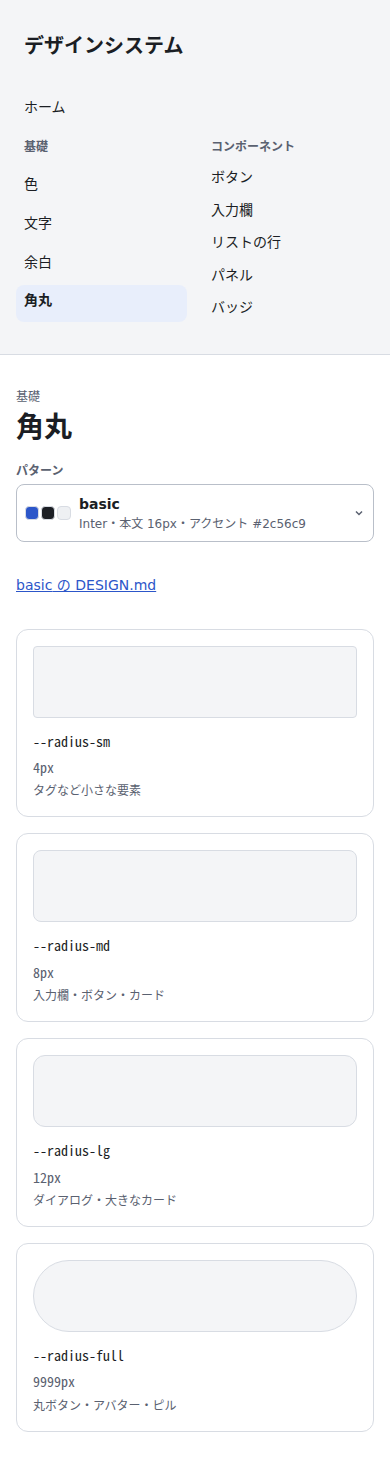 デザインシステム
ホーム
基礎
色
文字
余白
角丸
コンポーネント
ボタン
入力欄
リストの行
パネル
バッジ
基礎
角丸
パターン
basic
Inter・本文 16px・アクセント #2c56c9
basic の DESIGN.md
--radius-sm
4px
タグなど小さな要素
--radius-md
8px
入力欄・ボタン・カード
--radius-lg
12px
ダイアログ・大きなカード
--radius-full
9999px
丸ボタン・アバター・ピル